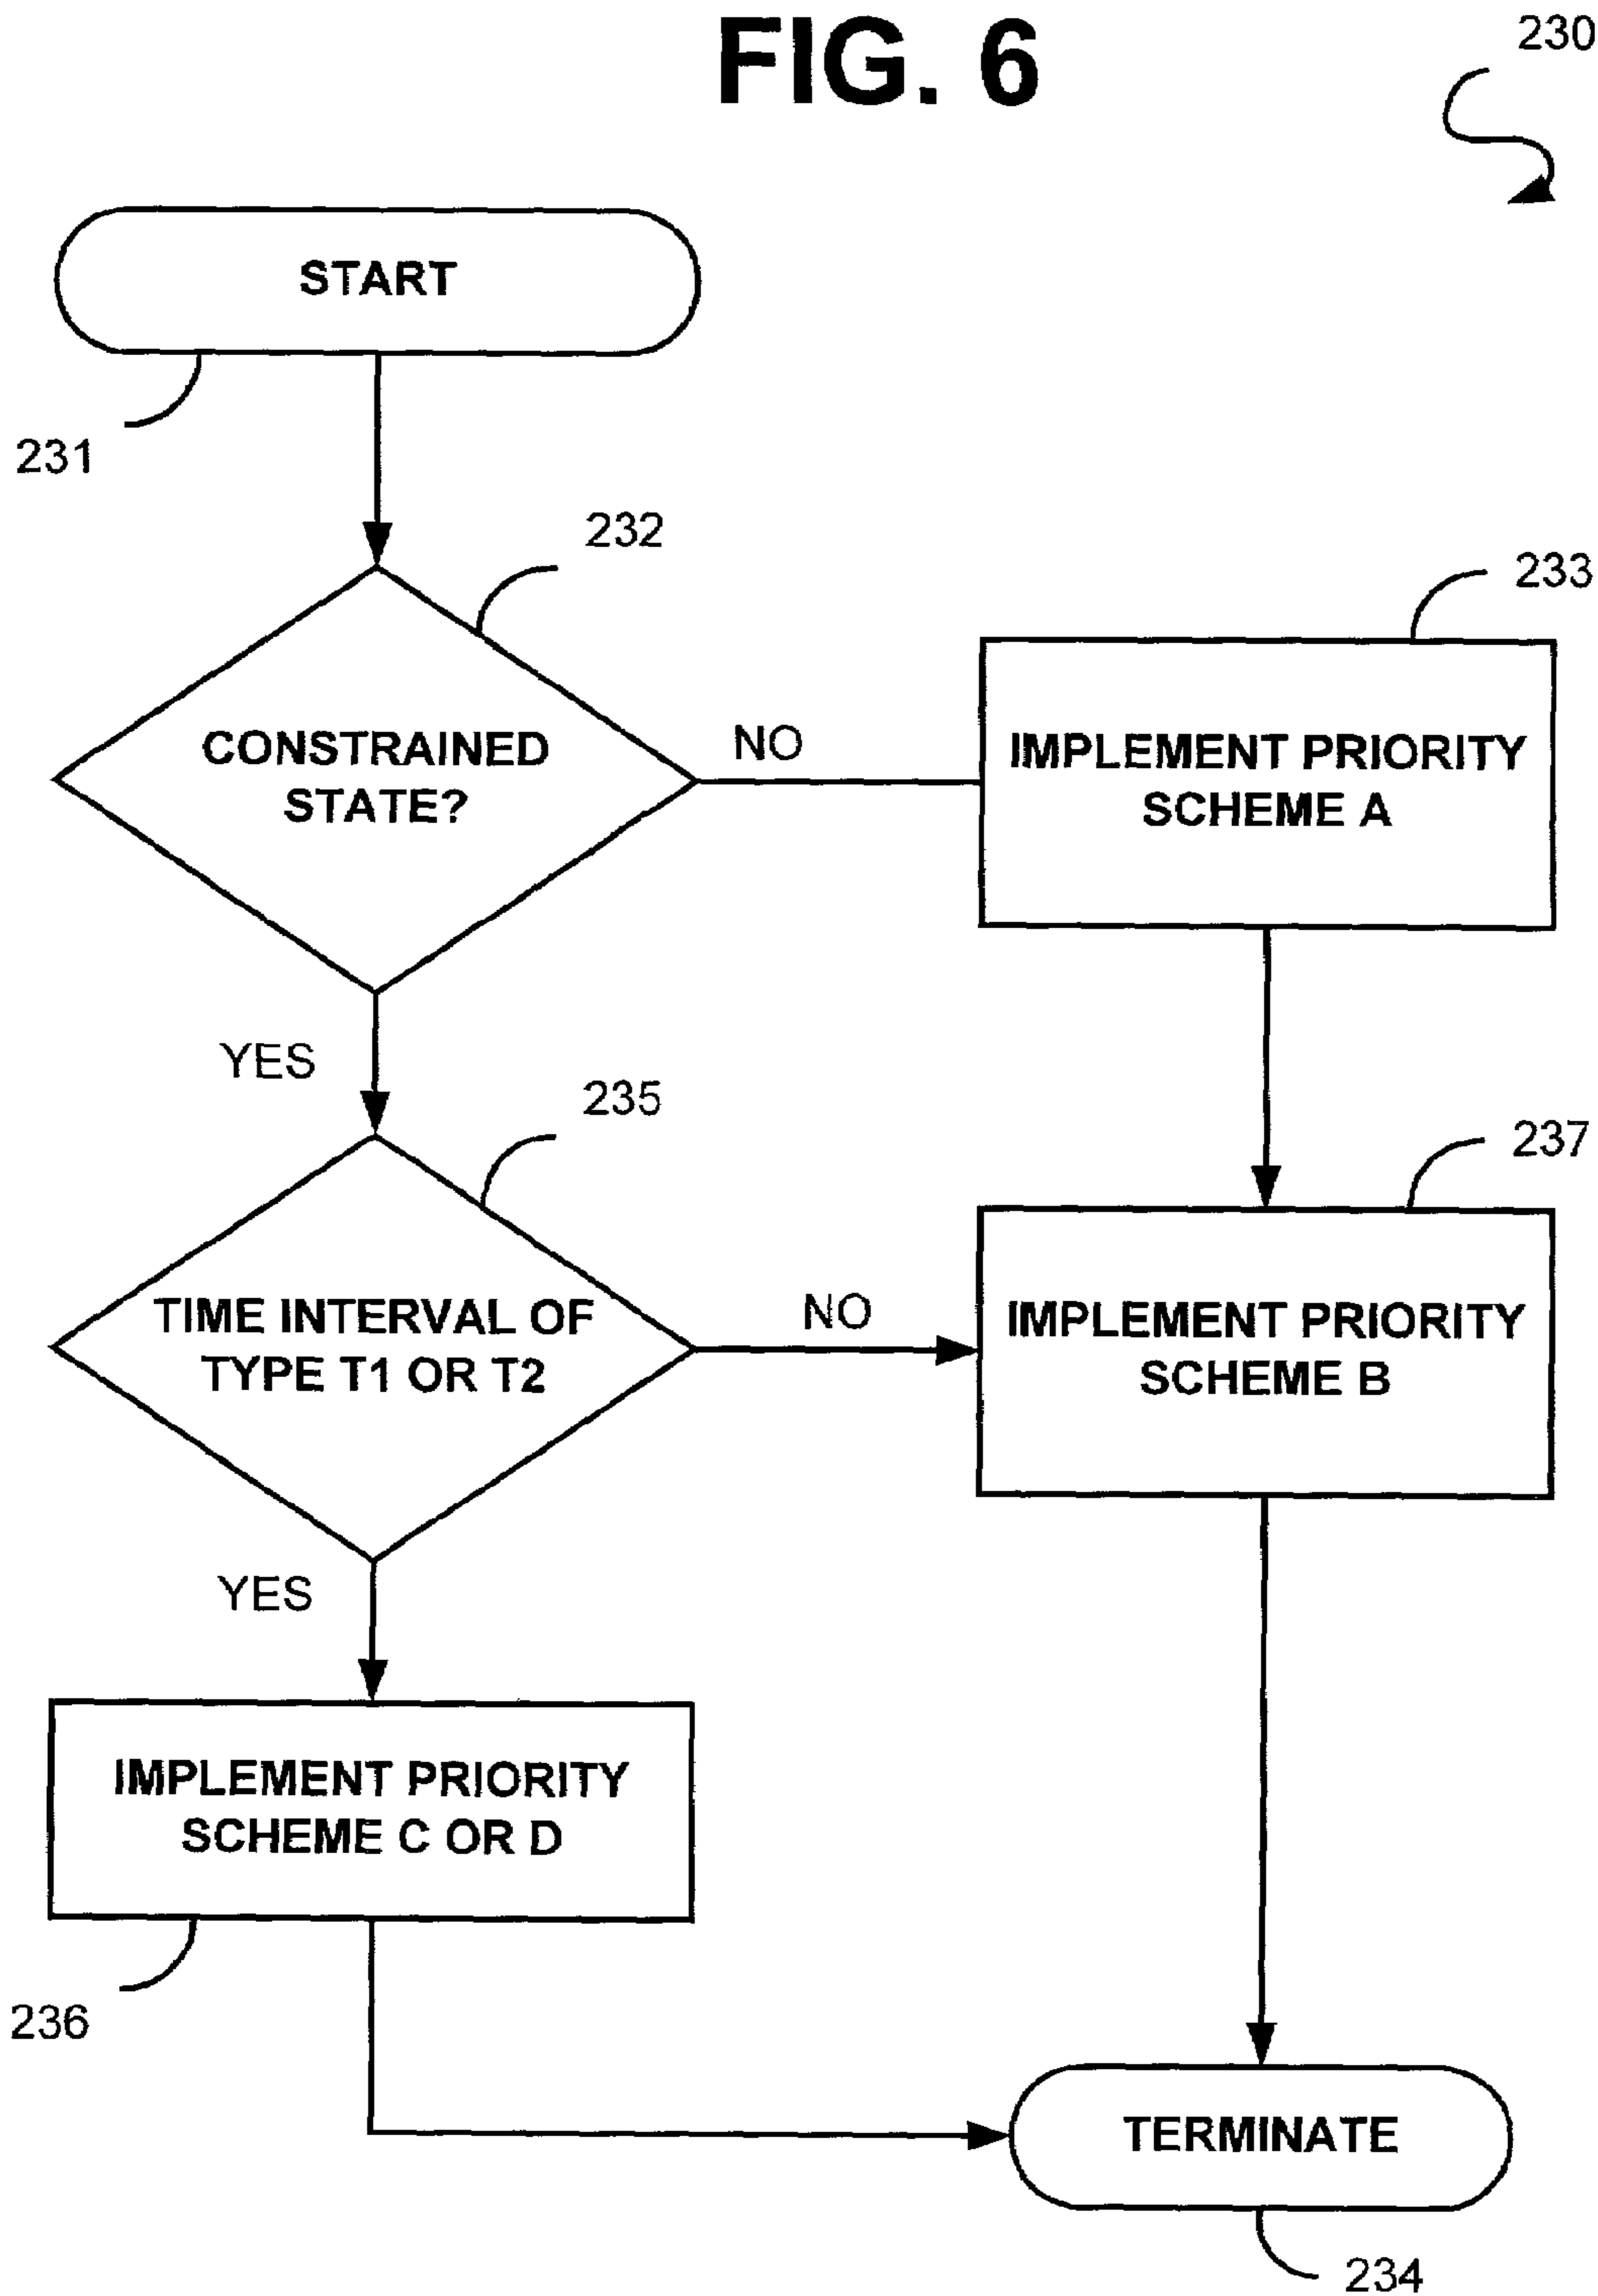 FIG. 6
230
START
231
232
233
CONSTRAINED
STATE?
NO
IMPLEMENT PRIORITY
SCHEME A
YES
235
237
TIME INTERVAL OF
TYPE T1 OR T2
NO
IMPLEMENT PRIORITY
SCHEME B
YES
IMPLEMENT PRIORITY
SCHEME C OR D
236
TERMINATE
234